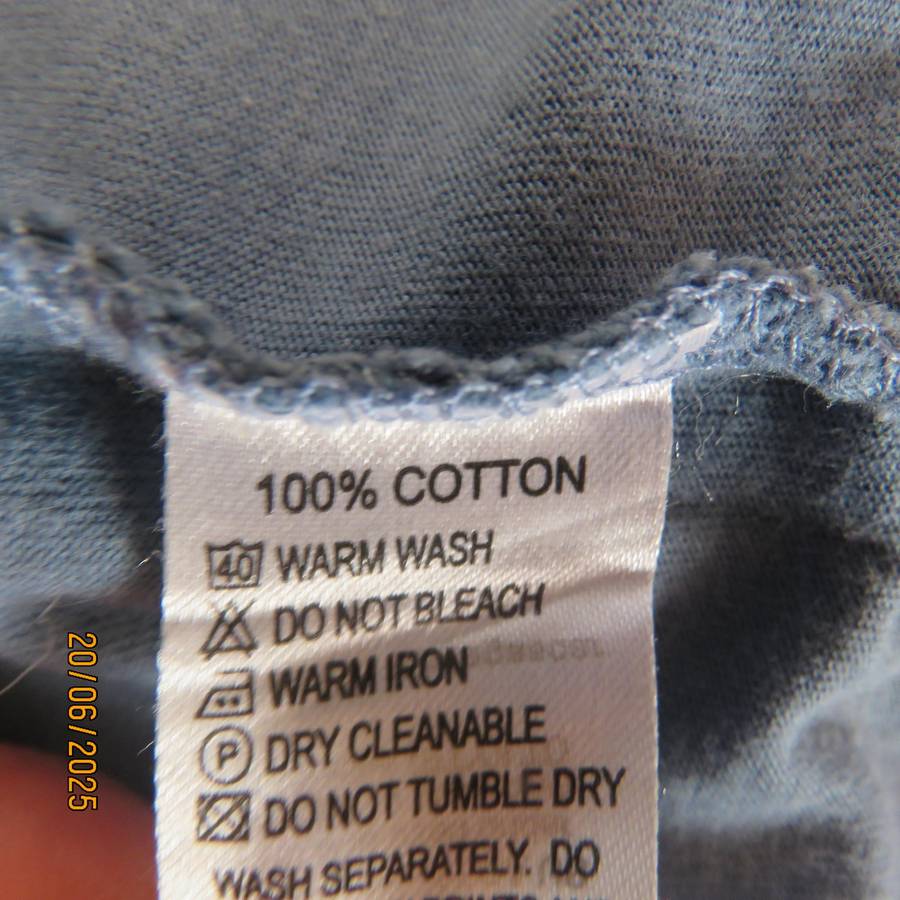 100% COTTON
40 WARM WASH
DO NOT BLEACH
WARM IRON
P DRY CLEANABLE
DO NOT TUMBLE DRY
WASH SEPARATELY. DO
20/06/2025